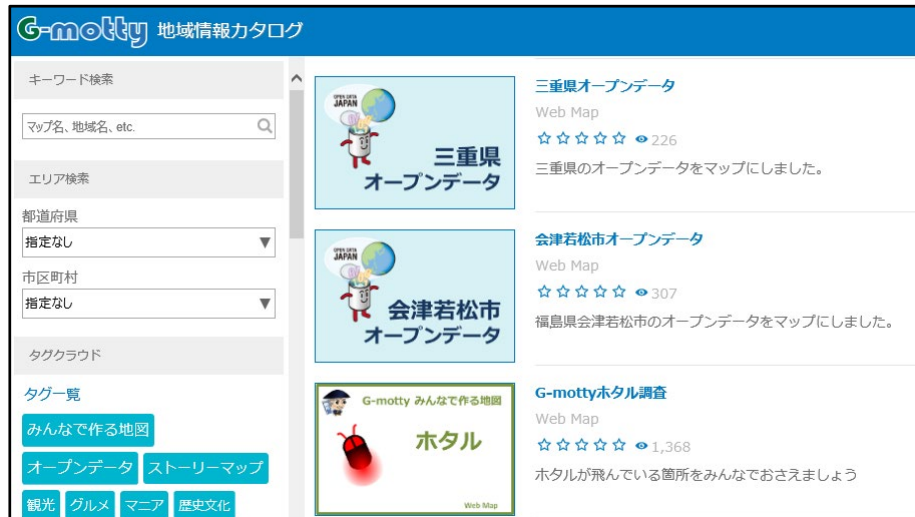 G-motty 地域情報カタログ
キーワード検索
マップ名、地域名、etc.
エリア検索
都道府県
指定なし
市区町村
指定なし
タグクラウド
タグ一覧
みんなで作る地図
オープンデータ ストーリーマップ
観光 グルメ マニア 歴史文化
OPEN DATA
JAPAN
三重県
オープンデータ
三重県オープンデータ
Web Map
226
三重県のオープンデータをマップにしました。
OPEN DATA
JAPAN
会津若松市
オープンデータ
会津若松市オープンデータ
Web Map
307
福島県会津若松市のオープンデータをマップにしました。
G-motty みんなで作る地図
ホタル
Web Map
G-mottyホタル調査
Web Map
1,368
ホタルが飛んでいる箇所をみんなでおさえましょう